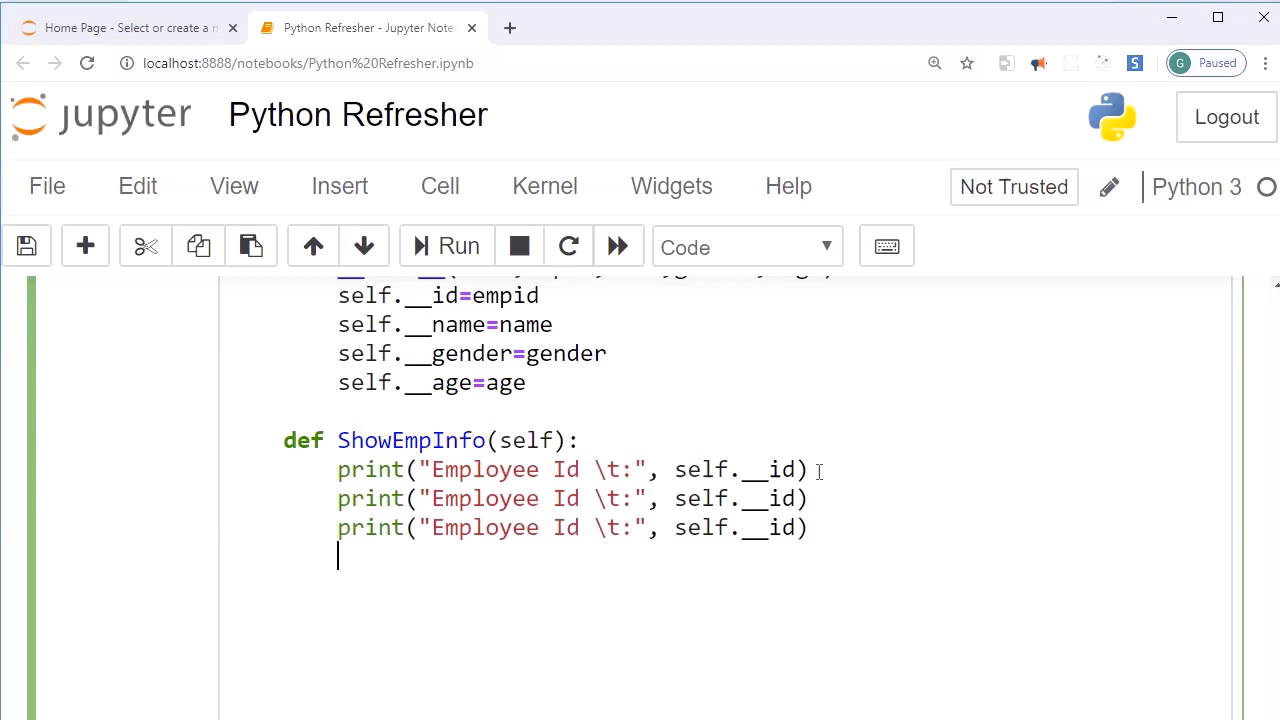 Home Page - Select or create a n
Python Refresher - Jupyter Note
localhost:8888/notebooks/Python%20Refresher.ipynb
S
G Paused
jupyter Python Refresher
Logout
File Edit View Insert Cell Kernel Widgets Help
Not Trusted
Python 3
Run
Code
self.__id=empid
self.__name=name
self.__gender=gender
self.__age=age
def ShowEmpInfo(self):
print("Employee Id \t:", self.__id)
print("Employee Id \t:", self.__id)
print("Employee Id \t:", self.__id)